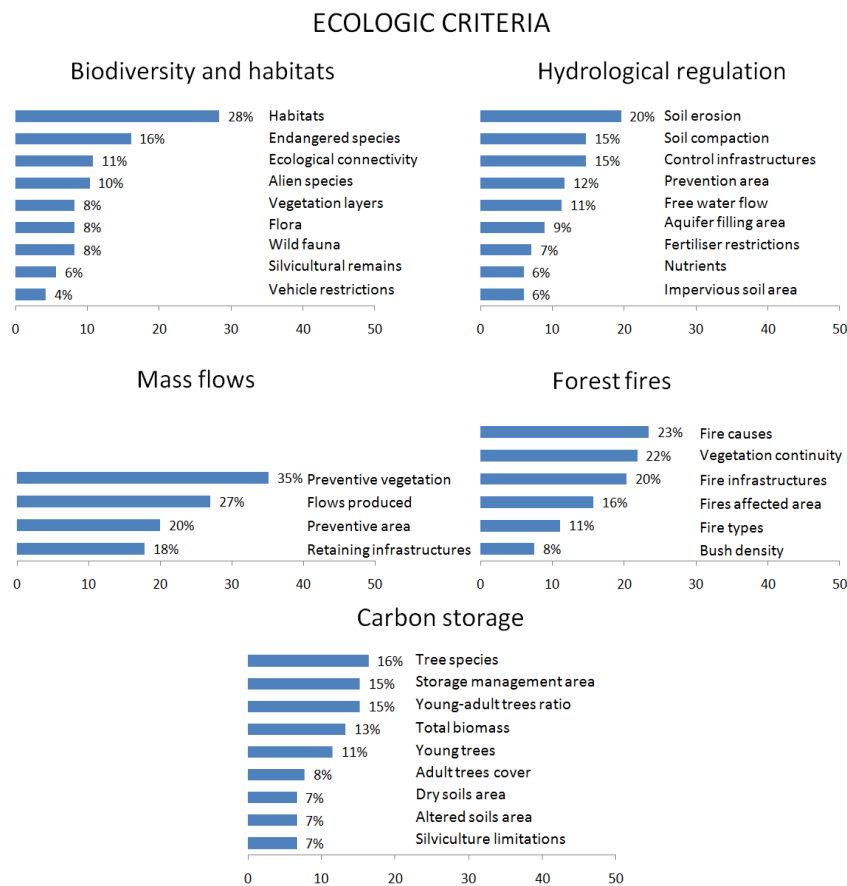 ECOLOGIC CRITERIA
Biodiversity and habitats
28% Habitats
16% Endangered species
11% Ecological connectivity
10% Alien species
8% Vegetation layers
8% Flora
8% Wild fauna
6% Silvicultural remains
4% Vehicle restrictions
0 10 20 30 40 50
Hydrological regulation
20% Soil erosion
15% Soil compaction
15% Control infrastructures
12% Prevention area
11% Free water flow
9% Aquifer filling area
7% Fertiliser restrictions
6% Nutrients
6% Impervious soil area
0 10 20 30 40 50
Mass flows
35% Preventive vegetation
27% Flows produced
20% Preventive area
18% Retaining infrastructures
0 10 20 30 40 50
Forest fires
23% Fire causes
22% Vegetation continuity
20% Fire infrastructures
16% Fires affected area
11% Fire types
8% Bush density
0 10 20 30 40 50
Carbon storage
16% Tree species
15% Storage management area
15% Young-adult trees ratio
13% Total biomass
11% Young trees
8% Adult trees cover
7% Dry soils area
7% Altered soils area
7% Silviculture limitations
0 10 20 30 40 50